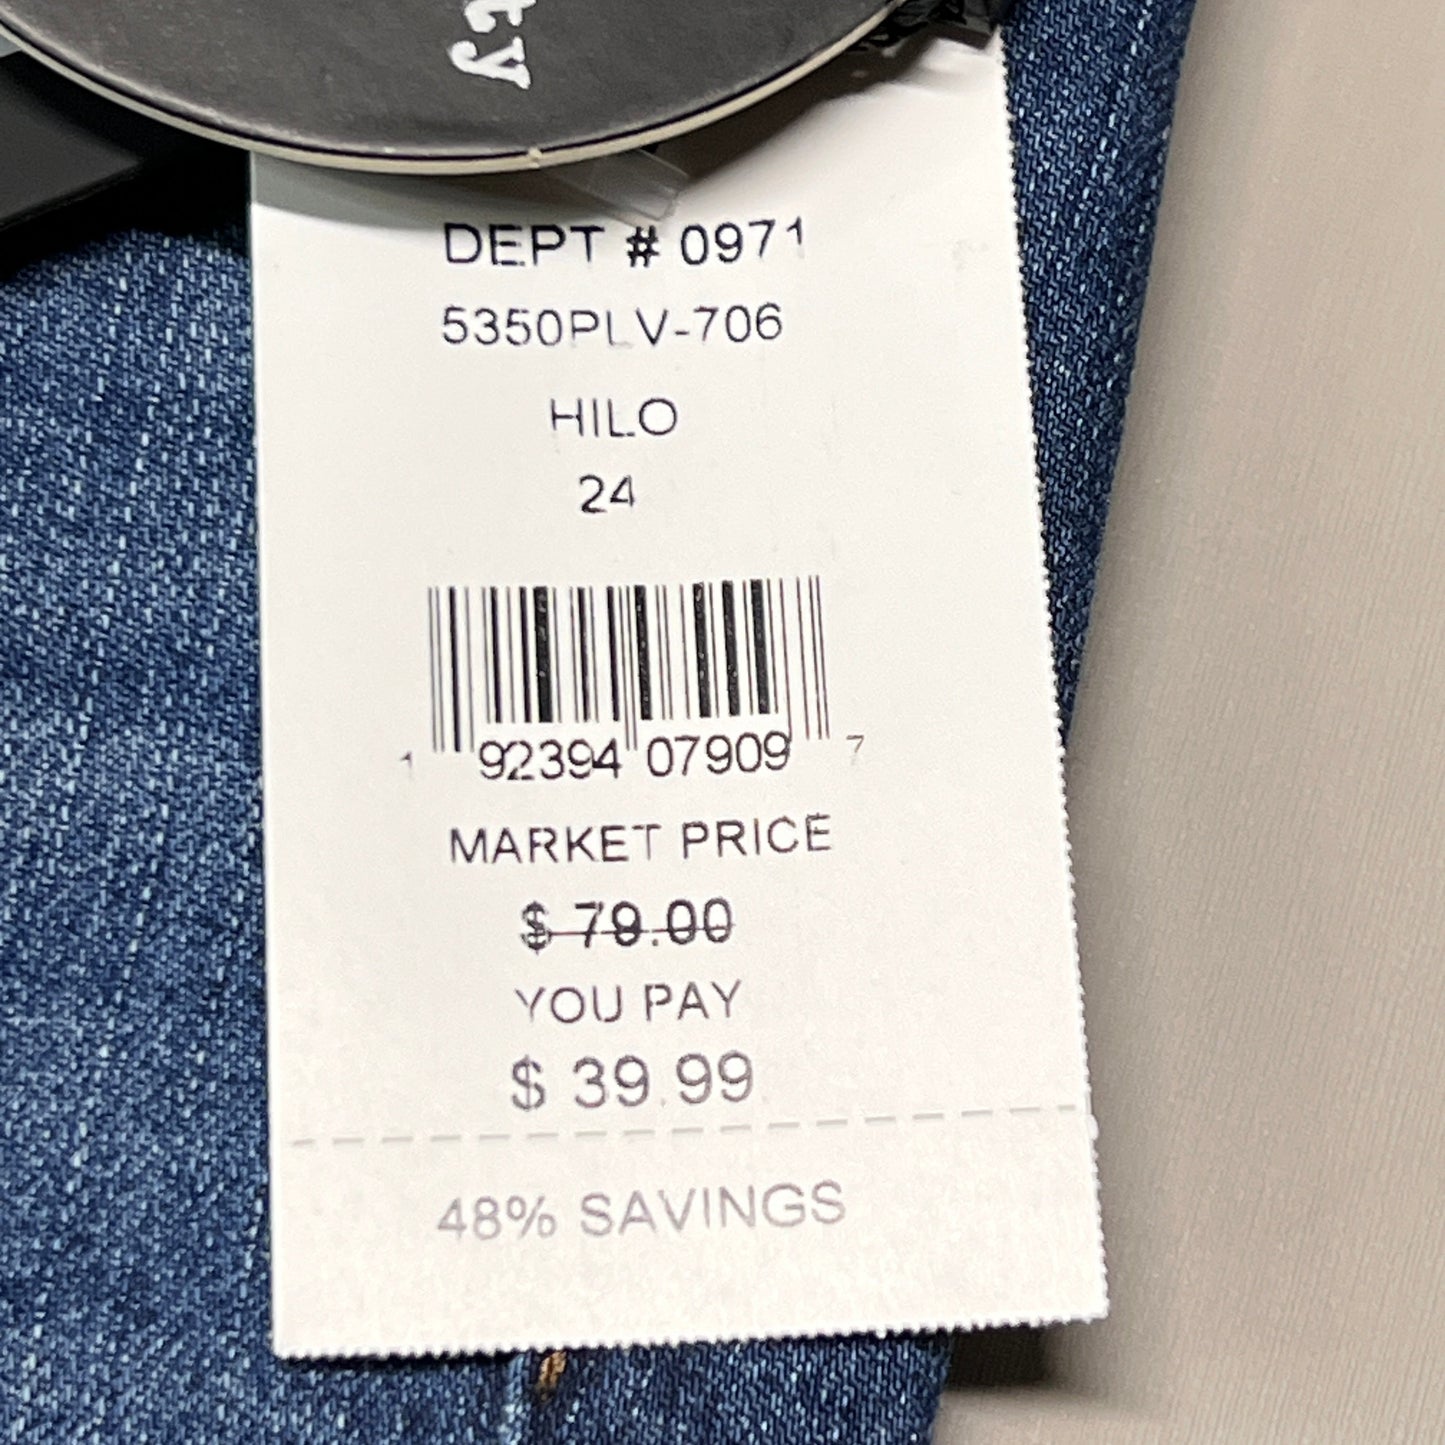 ty
DEPT # 0971
5350PLV-706
HILO
24
1 92394 07909 7
MARKET PRICE
$ 79.00
YOU PAY
$ 39.99
48% SAVINGS